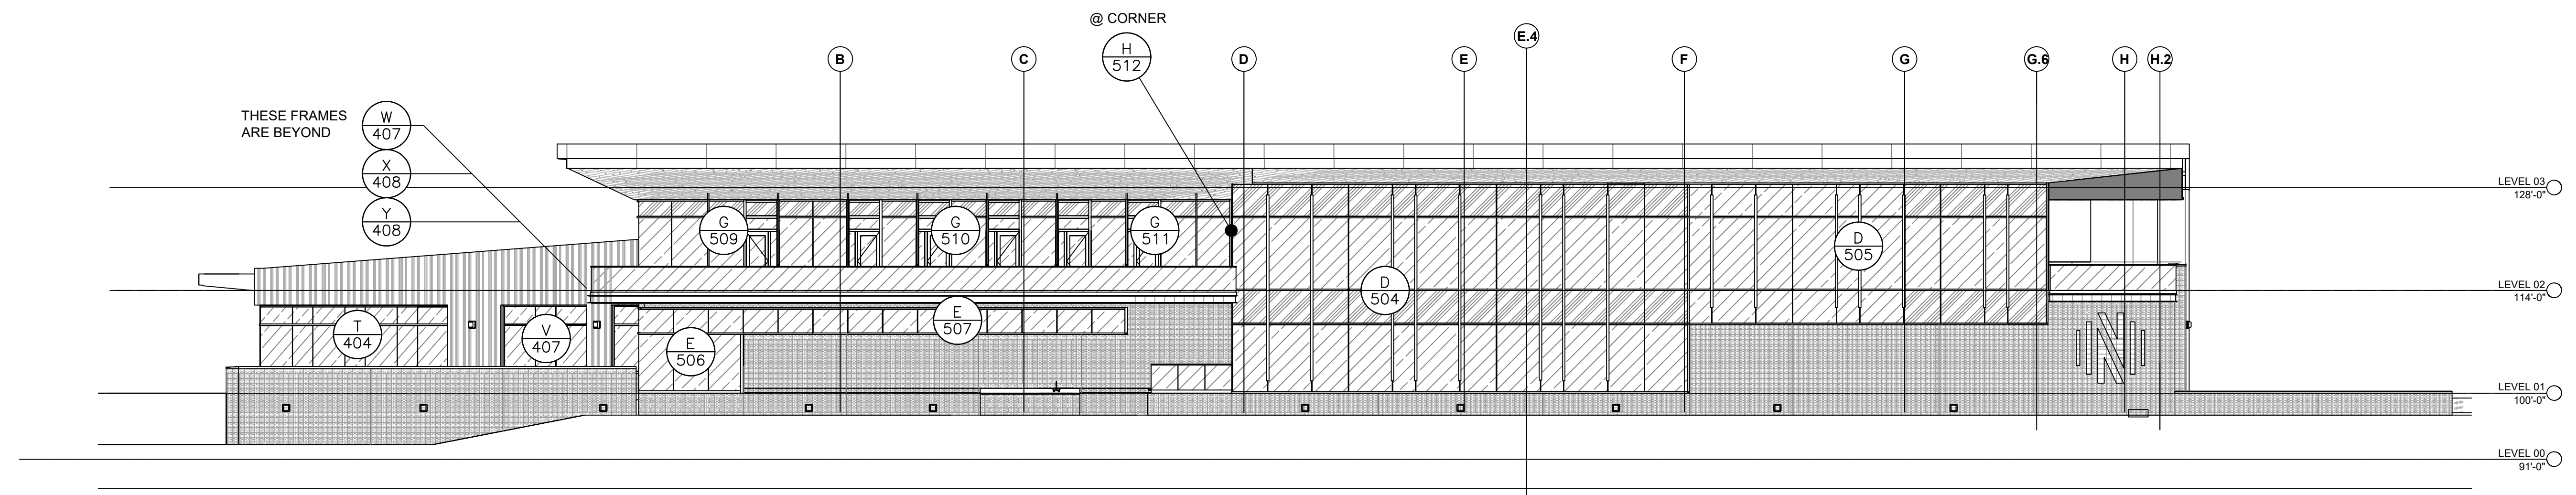 @ CORNER
H
512
B
C
D
E
E.4
F
G
G.6
H
H.2
THESE FRAMES
ARE BEYOND
W
407
X
408
Y
408
G
509
G
510
G
511
D
504
D
505
E
507
E
506
T
404
V
407
N
LEVEL 03
128'-0"
LEVEL 02
114'-0"
LEVEL 01
100'-0"
LEVEL 00
91'-0"